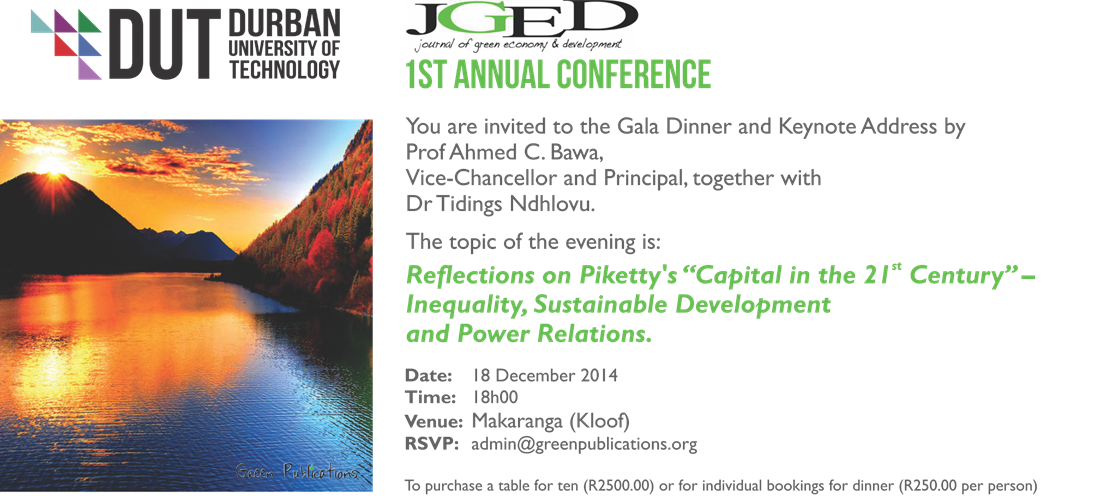 DUT DURBAN
UNIVERSITY OF
TECHNOLOGY
JGED
journal of green economy & development
1ST ANNUAL CONFERENCE
You are invited to the Gala Dinner and Keynote Address by
Prof Ahmed C. Bawa,
Vice-Chancellor and Principal, together with
Dr Tidings Ndhlovu.
The topic of the evening is:
Reflections on Piketty's “Capital in the 21st Century” –
Inequality, Sustainable Development
and Power Relations.
Date: 18 December 2014
Time: 18h00
Venue: Makaranga (Kloof)
RSVP: admin@greenpublications.org
Green Publications
To purchase a table for ten (R2500.00) or for individual bookings for dinner (R250.00 per person)